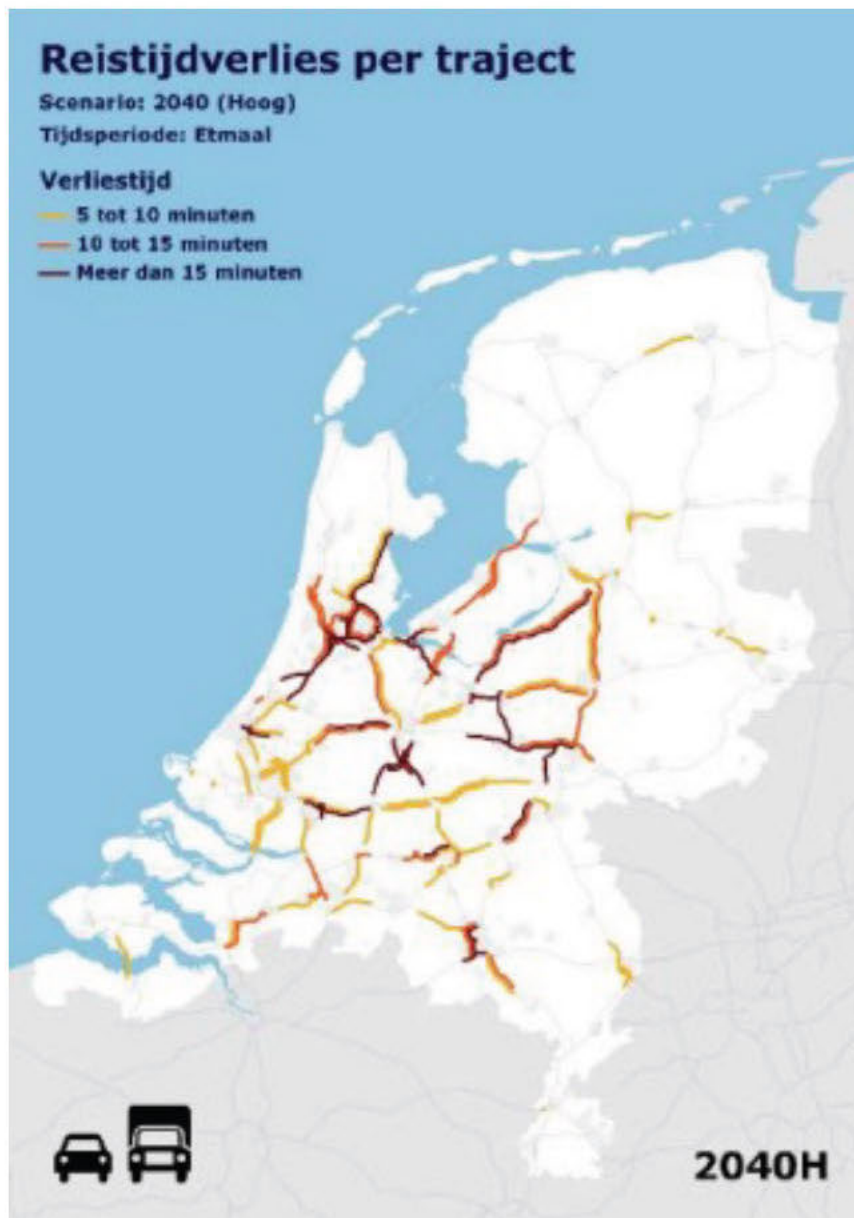 Reistijdverlies per traject
Scenario: 2040 (Hoog)
Tijdsperiode: Etmaal
Verliestijd
5 tot 10 minuten
10 tot 15 minuten
Meer dan 15 minuten
2040H